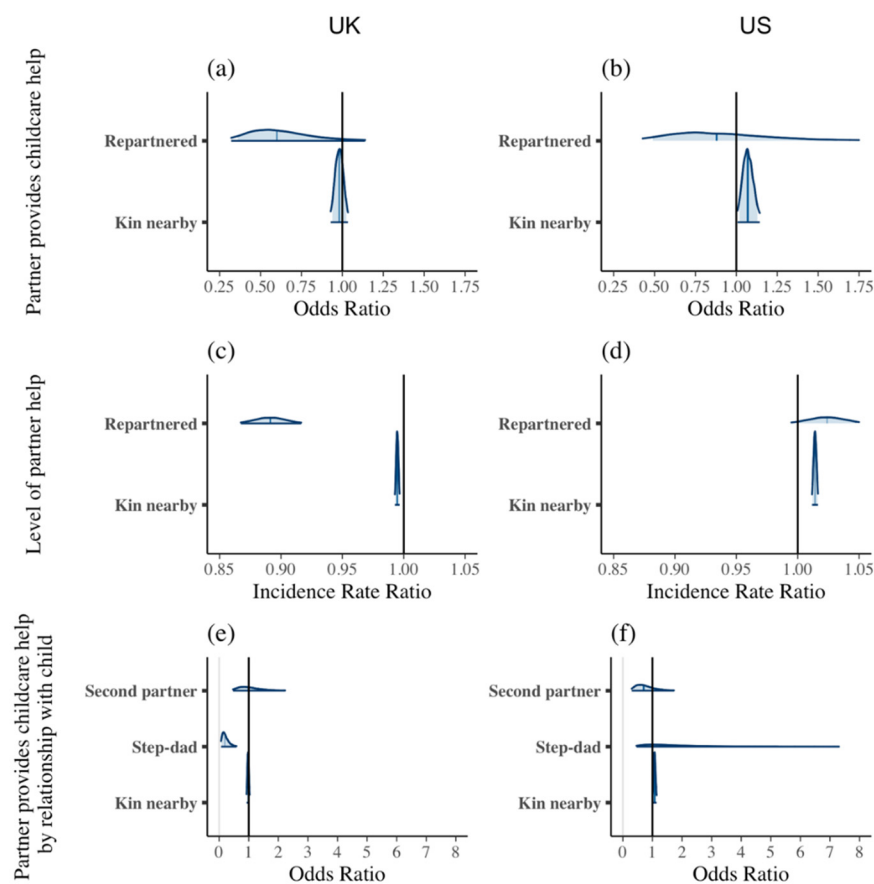 UK
US
Partner provides childcare help
(a)
(b)
Repartnered
Kin nearby
Repartnered
Kin nearby
0.25 0.50 0.75 1.00 1.25 1.50 1.75
0.25 0.50 0.75 1.00 1.25 1.50 1.75
Odds Ratio
Odds Ratio
Level of partner help
(c)
(d)
Repartnered
Kin nearby
Repartnered
Kin nearby
0.85 0.90 0.95 1.00 1.05
0.85 0.90 0.95 1.00 1.05
Incidence Rate Ratio
Incidence Rate Ratio
Partner provides childcare help
by relationship with child
(e)
(f)
Second partner
Step-dad
Kin nearby
Second partner
Step-dad
Kin nearby
0 1 2 3 4 5 6 7 8
0 1 2 3 4 5 6 7 8
Odds Ratio
Odds Ratio